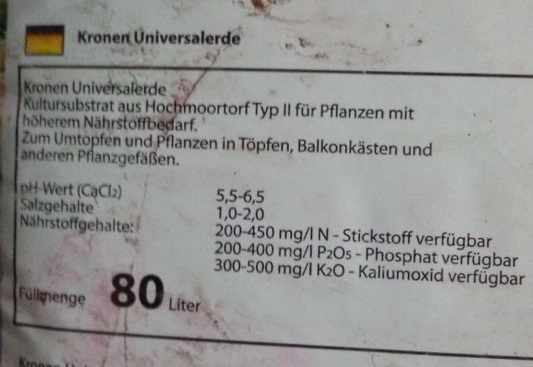 Kronen Universalerde
Kronen Universalerde
Kultursubstrat aus Hochmoortorf Typ II für Pflanzen mit
höherem Nährstoffbedarf.
Zum Umtopfen und Pflanzen in Töpfen, Balkonkästen und
anderen Pflanzgefäßen.
pH-Wert (CaCl2) 5,5-6,5
Salzgehalte 1,0-2,0
Nährstoffgehalte: 200-450 mg/l N - Stickstoff verfügbar
200-400 mg/l P2O5 - Phosphat verfügbar
300-500 mg/l K2O - Kaliumoxid verfügbar
Füllmenge 80 Liter